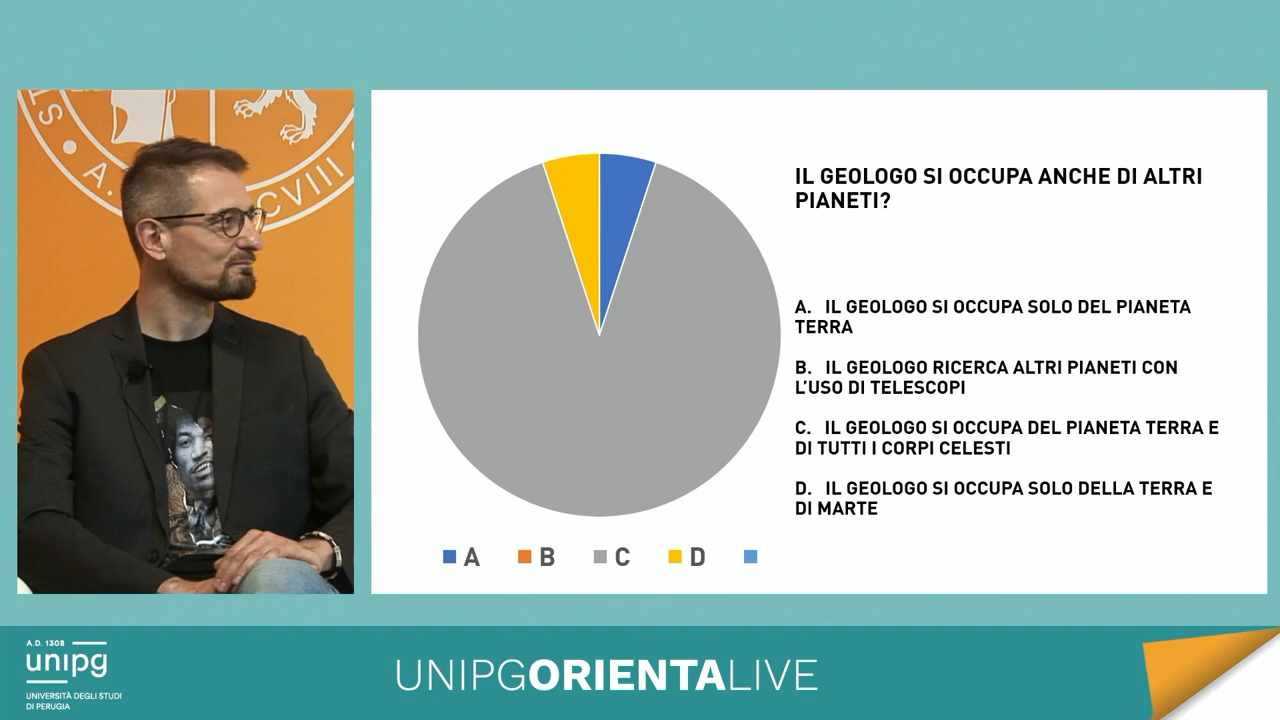 ST
A.
CVIII
IL GEOLOGO SI OCCUPA ANCHE DI ALTRI
PIANETI?
A. IL GEOLOGO SI OCCUPA SOLO DEL PIANETA
TERRA
B. IL GEOLOGO RICERCA ALTRI PIANETI CON
L'USO DI TELESCOPI
C. IL GEOLOGO SI OCCUPA DEL PIANETA TERRA E
DI TUTTI I CORPI CELESTI
D. IL GEOLOGO SI OCCUPA SOLO DELLA TERRA E
DI MARTE
A B C D
A.D. 1308
unipg
UNIVERSITÀ DEGLI STUDI
DI PERUGIA
UNIPGORIENTALIVE